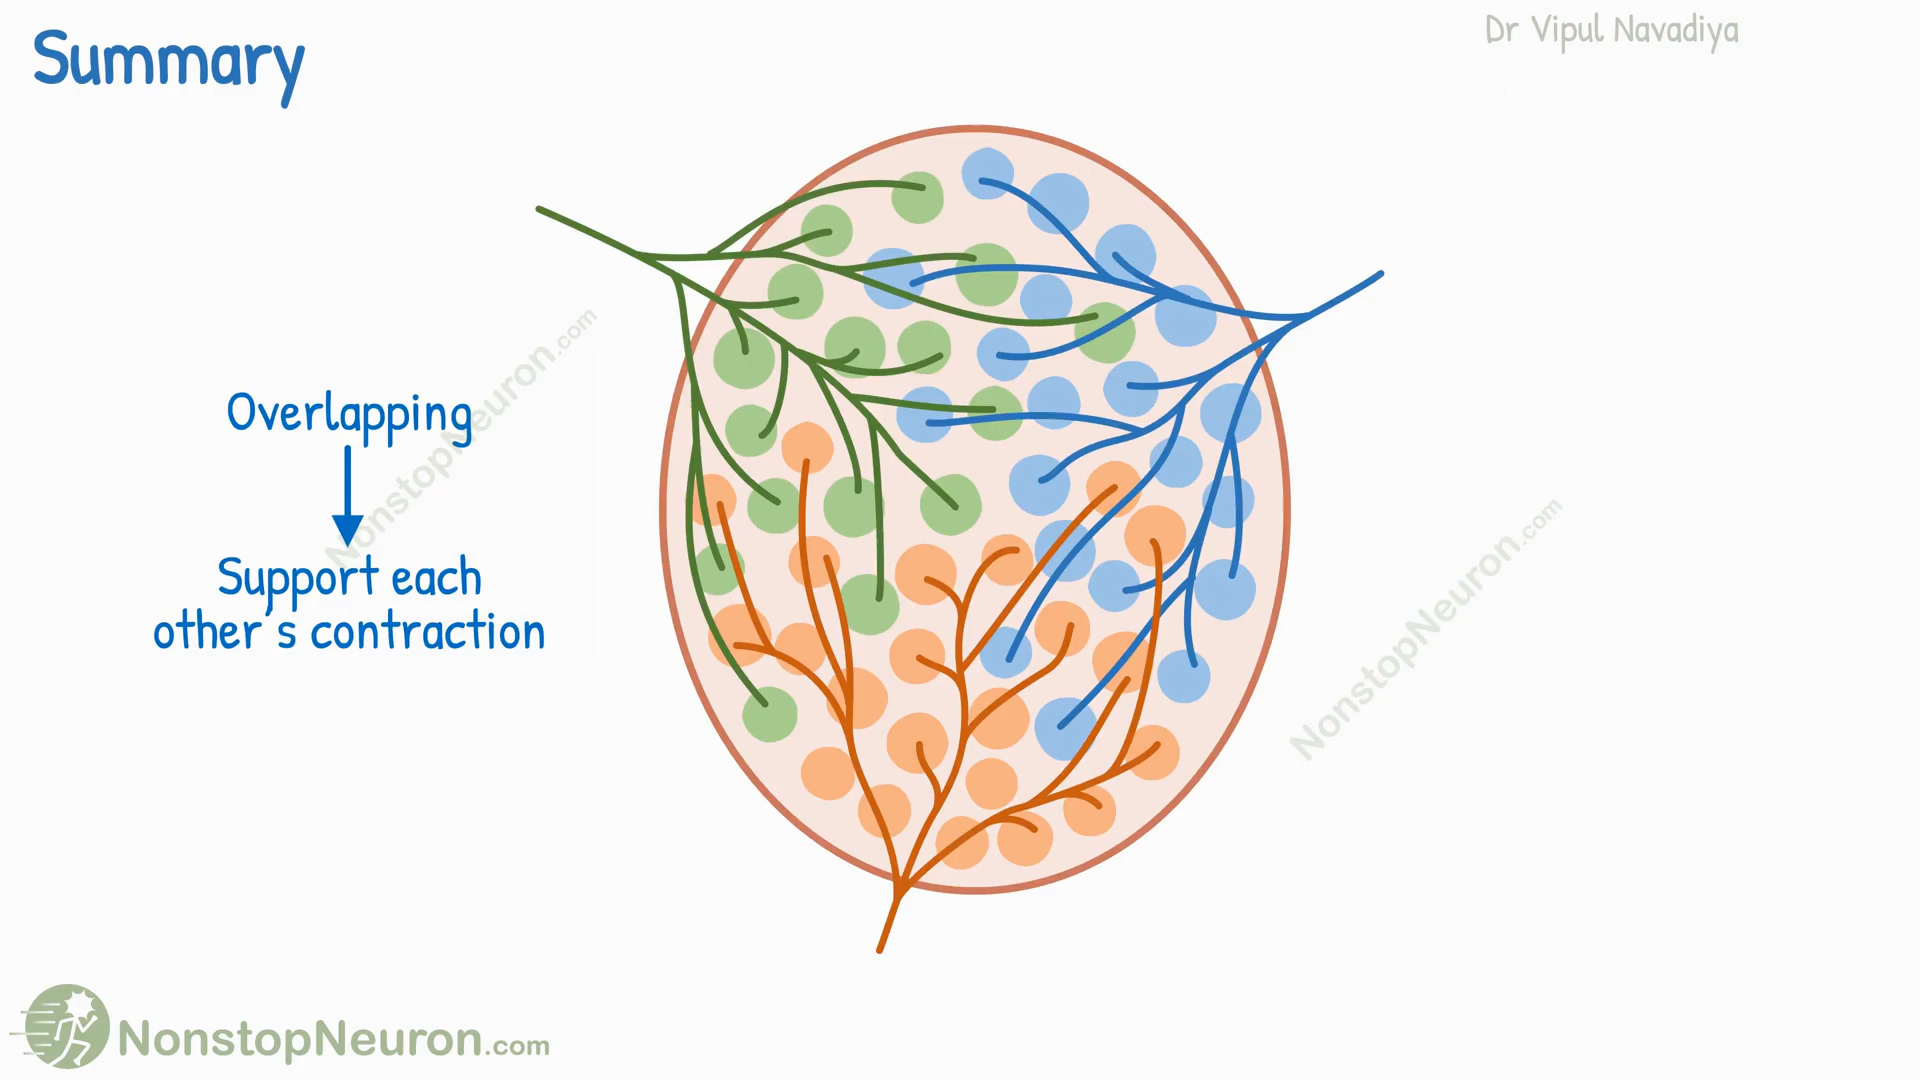 Summary
Dr Vipul Navadiya
Overlapping
Support each
other's contraction
NonstopNeuron.com
NonstopNeuron.com
NonstopNeuron.com